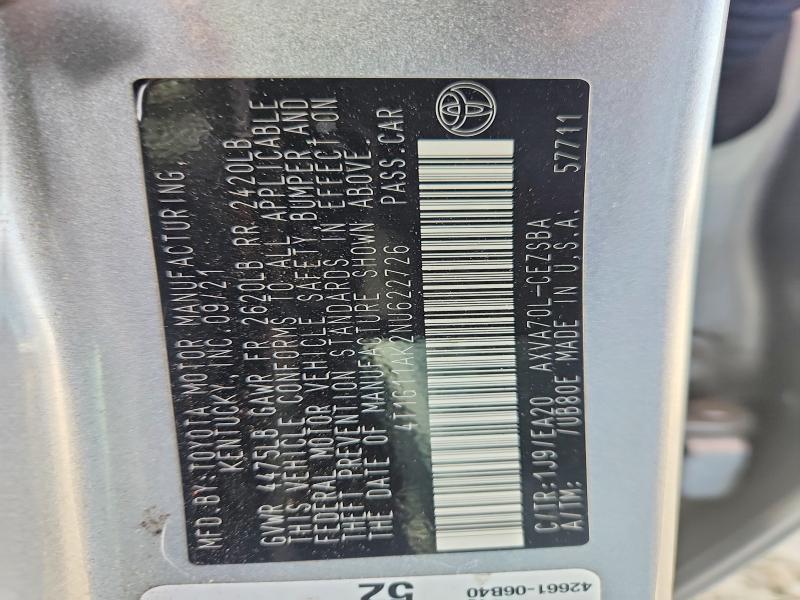 MFD.BY:TOYOTA MOTOR MANUFACTURING,
KENTUCKY, INC. 09/21
GVWR 4475LB GAWR FR 2620LB RR 2420LB
THIS VEHICLE CONFORMS TO ALL APPLICABLE
FEDERAL MOTOR VEHICLE SAFETY, BUMPER, AND
THEFT PREVENTION STANDARDS IN EFFECT ON
THE DATE OF MANUFACTURE SHOWN ABOVE.
4T1G11AK2NU622726 PASS.CAR
C/TR:1J9/EA20 AXVA70L-CEZSBA
A/TM: /UB80E MADE IN U.S.A. 57711
52
42661-06B40